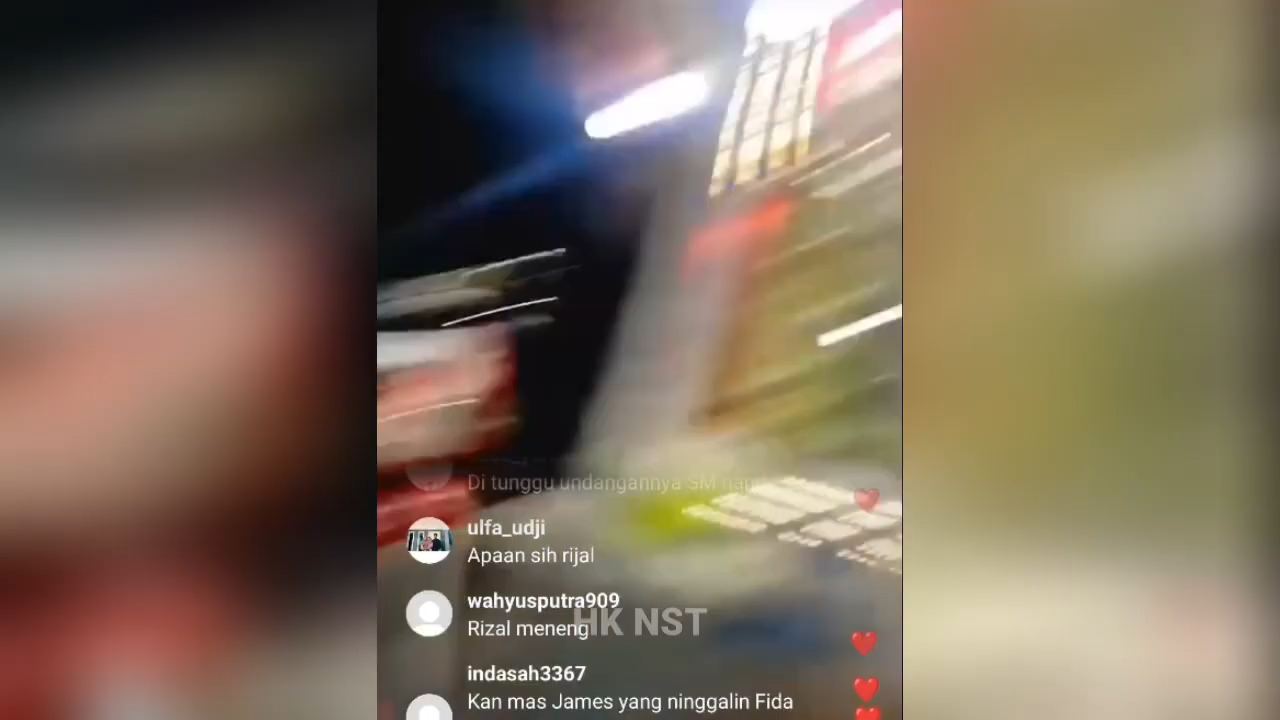 Di tunggu undangannya SM
ulfa_udji
Apaan sih rijal
wahyusputra909
Rizal meneng
HK NST
indasah3367
Kan mas James yang ninggalin Fida